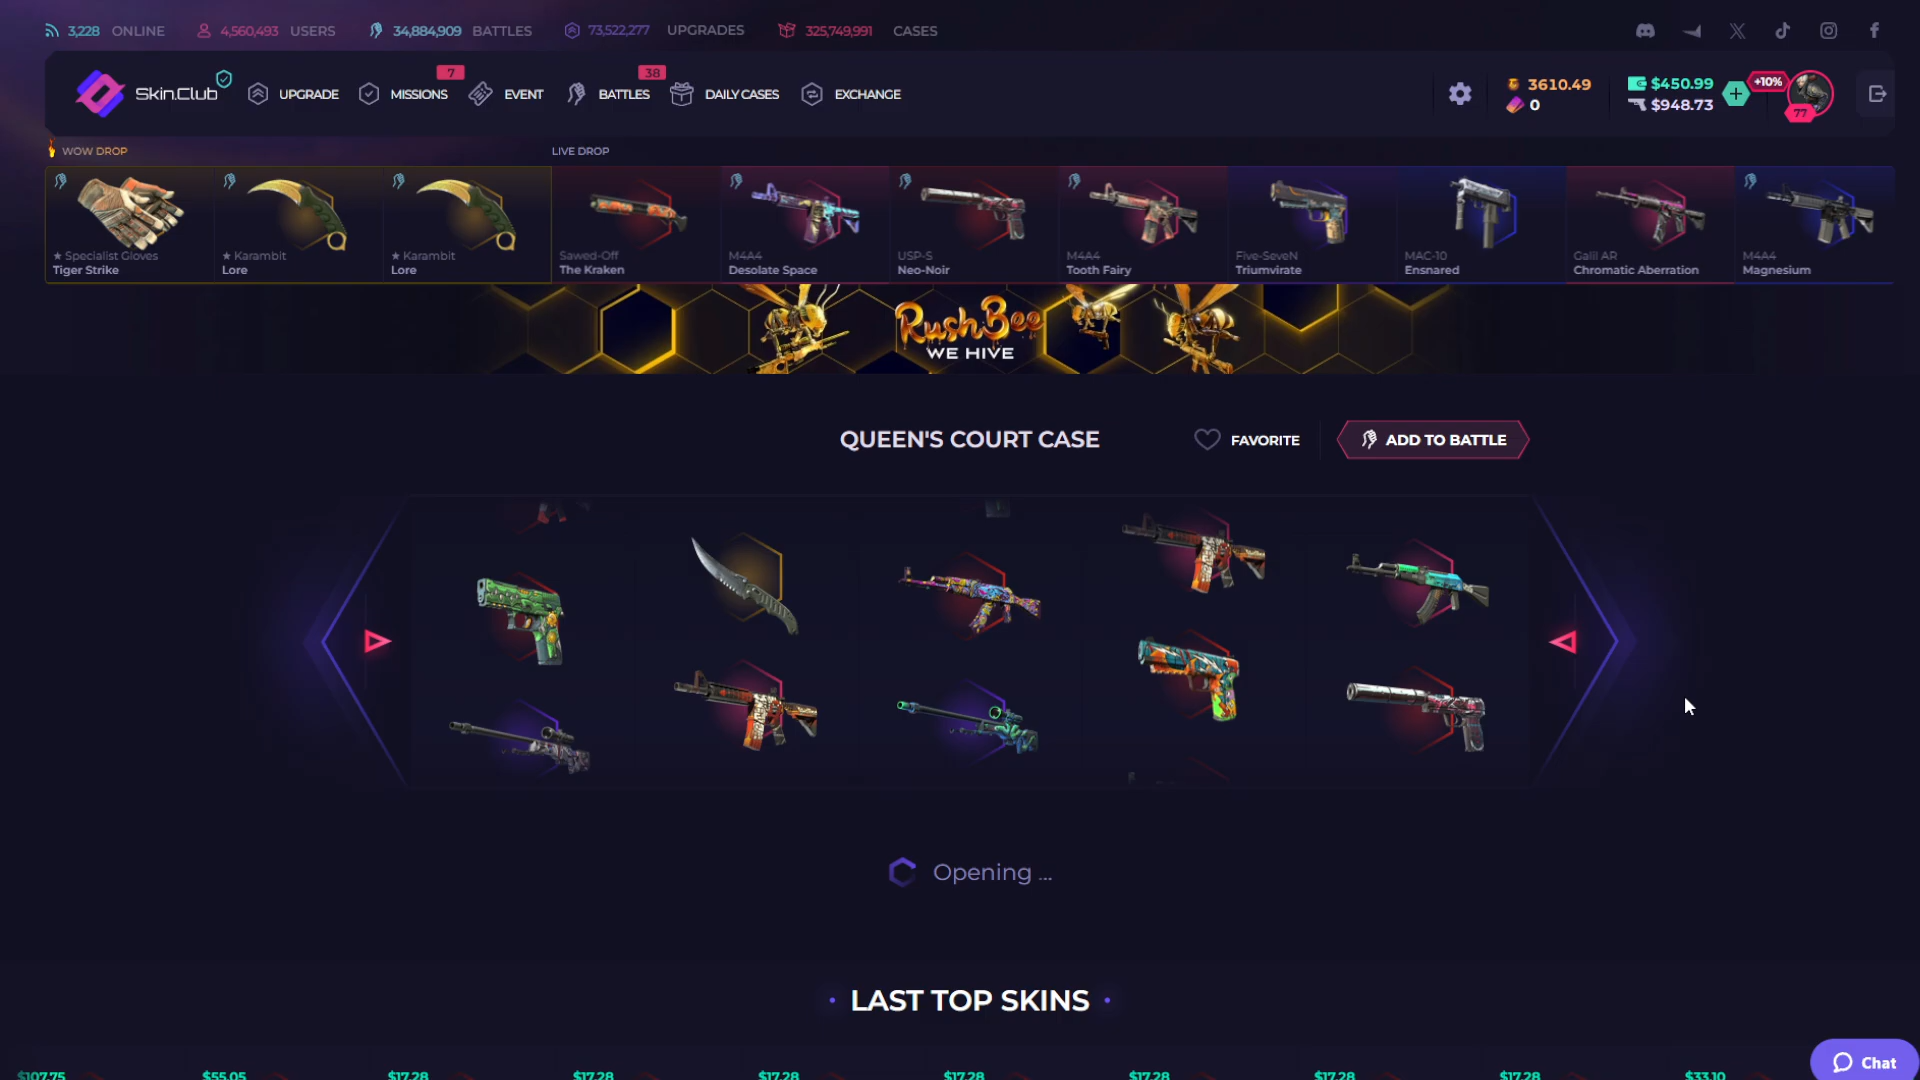 3,228 ONLINE 4,560,493 USERS 34,884,909 BATTLES 73,522,277 UPGRADES 325,749,991 CASES
Skin.Club UPGRADE 7 MISSIONS EVENT 38 BATTLES DAILY CASES EXCHANGE
3610.49
0
$450.99
$948.73
+10%
77
WOW DROP
LIVE DROP
★ Specialist Gloves
Tiger Strike
★ Karambit
Lore
★ Karambit
Lore
Sawed-Off
The Kraken
M4A4
Desolate Space
USP-S
Neo-Noir
M4A4
Tooth Fairy
Five-SeveN
Triumvirate
MAC-10
Ensnared
Galil AR
Chromatic Aberration
M4A4
Magnesium
RushBee
WE HIVE
QUEEN'S COURT CASE
FAVORITE
ADD TO BATTLE
Opening ...
• LAST TOP SKINS •
$107.75 $55.05 $17.28 $17.28 $17.28 $17.28 $17.28 $17.28 $17.28 $33.10
Chat